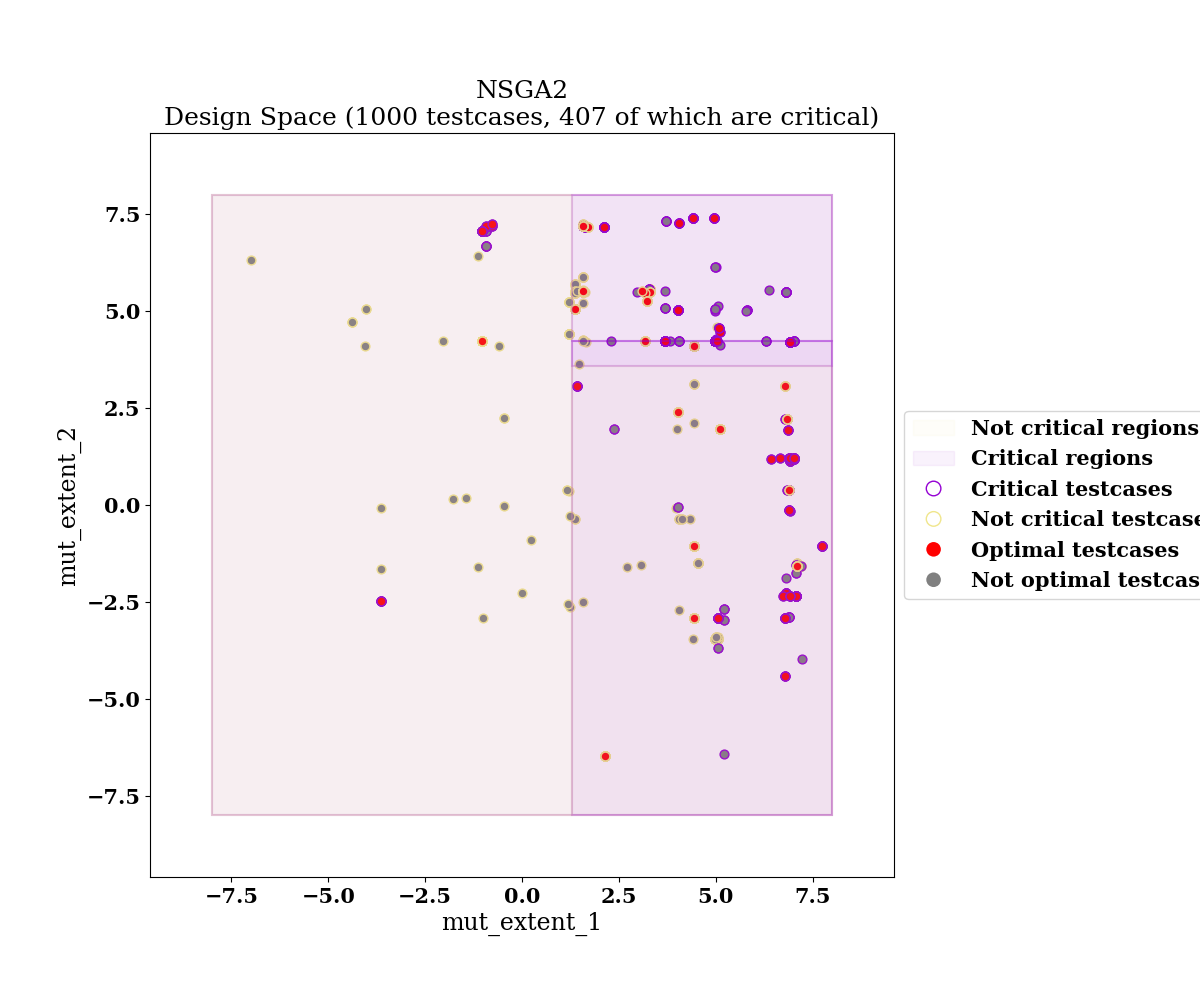 NSGA2
Design Space (1000 testcases, 407 of which are critical)
mut_extent_2
7.5
5.0
2.5
0.0
−2.5
−5.0
−7.5
−7.5
−5.0
−2.5
0.0
2.5
5.0
7.5
mut_extent_1
Not critical regions
Critical regions
Critical testcases
Not critical testcase
Optimal testcases
Not optimal testcas